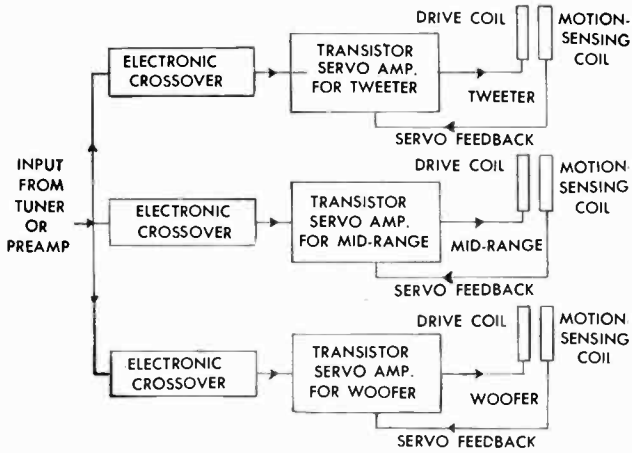 DRIVE COIL
MOTION-
SENSING
COIL
ELECTRONIC
CROSSOVER
TRANSISTOR
SERVO AMP.
FOR TWEETER
TWEETER
SERVO FEEDBACK
INPUT
FROM
TUNER
OR
PREAMP
DRIVE COIL
MOTION-
SENSING
COIL
ELECTRONIC
CROSSOVER
TRANSISTOR
SERVO AMP.
FOR MID-RANGE
MID-RANGE
SERVO FEEDBACK
DRIVE COIL
MOTION-
SENSING
COIL
ELECTRONIC
CROSSOVER
TRANSISTOR
SERVO AMP.
FOR WOOFER
WOOFER
SERVO FEEDBACK